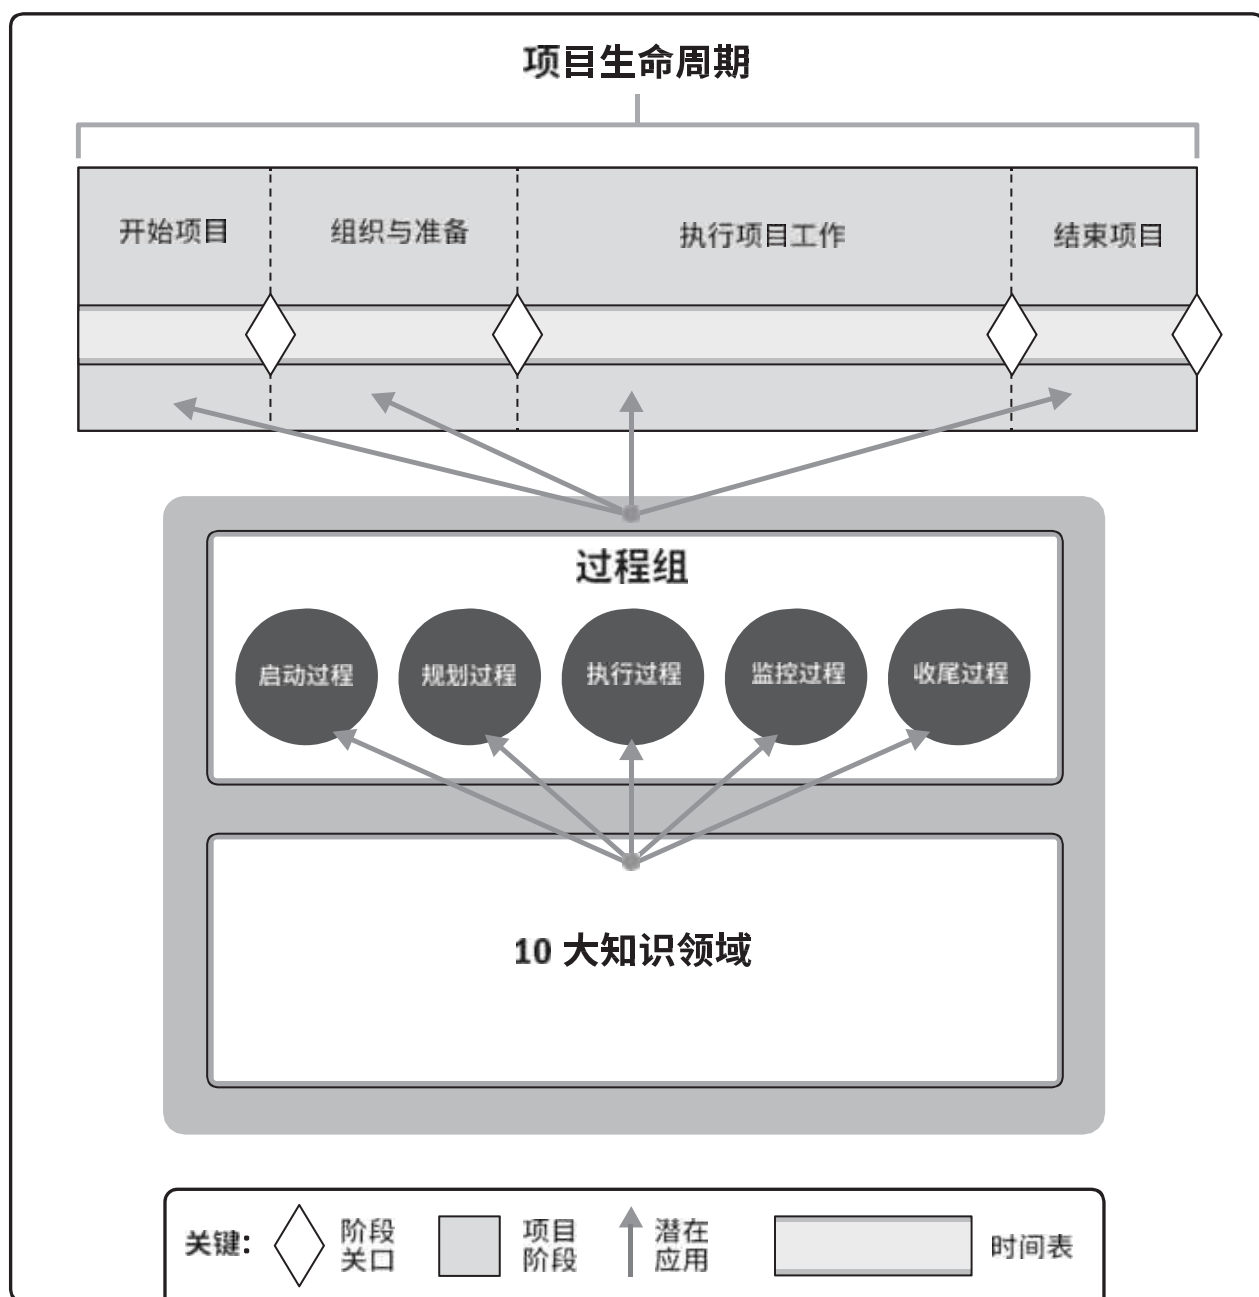 项目生命周期
开始项目
组织与准备
执行项目工作
结束项目
过程组
启动过程
规划过程
执行过程
监控过程
收尾过程
10 大知识领域
关键：
阶段
关口
项目
阶段
潜在
应用
时间表